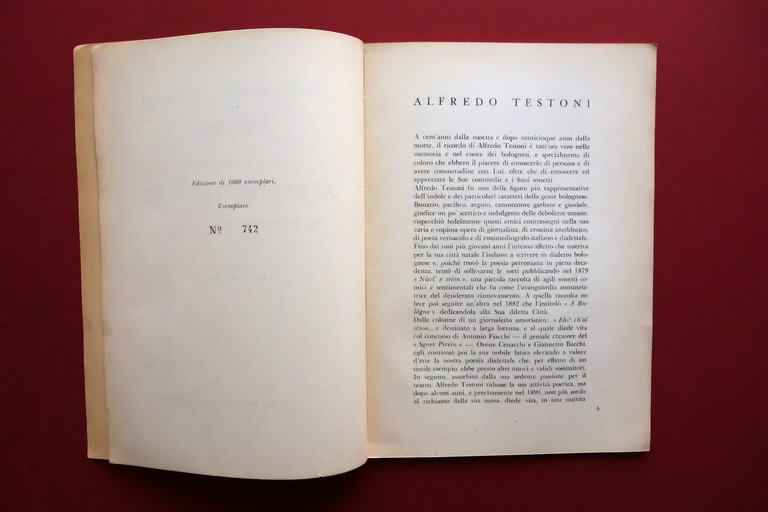 Edizione di 1000 esemplari,
Esemplare
Nº 742
ALFREDO TESTONI
A cent'anni dalla nascita e dopo venticinque anni dalla
morte, il ricordo di Alfredo Testoni è tutt'ora vivo nella
memoria e nel cuore dei bolognesi, e specialmente di
coloro che ebbero il piacere di conoscerlo di persona e di
avere consuetudine con Lui, oltre che di conoscere ed
apprezzare le Sue commedie e i Suoi sonetti.
Alfredo Testoni fu una delle figure più rappresentative
dell'indole e dei particolari caratteri della gente bolognese.
Bonario, pacifico, arguto, canzonatore garbato e gioviale,
giudice un po' scettico e indulgente delle debolezze umane,
rispecchiò fedelmente questi etnici contrassegni nella sua
varia e copiosa opera di giornalista, di cronista aneddotico,
di poeta vernacolo e di commediografo italiano e dialettale.
Fino dai suoi più giovani anni l'intenso affetto che nutriva
per la sua città natale l'indusse a scrivere in dialetto bolo-
gnese e, poichè trovò la poesia petroniana in piena deca-
denza, tentò di sollevarne le sorti pubblicando nel 1879
« Nicol' e stein », una piccola raccolta di agili sonetti co-
mici e sentimentali che fu come l'avanguardia annunzia-
trice del desiderato rinnovamento. A quella raccolta ne
fece poi seguire un'altra nel 1882 che l'intitolò « A Bu-
lôgna » dedicandola alla Sua diletta Città.
Dalle colonne di un giornaletto umoristico: « Ehi! ch'al
scusa... » destinato a larga fortuna, e al quale diede vita
col concorso di Antonio Fiacchi — il geniale creatore del
« Sgner Pirein » —, Oreste Cenacchi e Giannetto Bacchi,
egli continuò poi la sua nobile fatica elevando a valore
d'arte la nostra poesia dialettale che, per effetto di un
simile esempio, ebbe presto altri nuovi e validi sostenitori.
In seguito, assorbito dalla sua ardente passione per il
teatro, Alfredo Testoni ridusse la sua attività poetica, ma
dopo alcuni anni, e precisamente nel 1899, non più sordo
al richiamo della sua musa, diede vita, in una nutrita